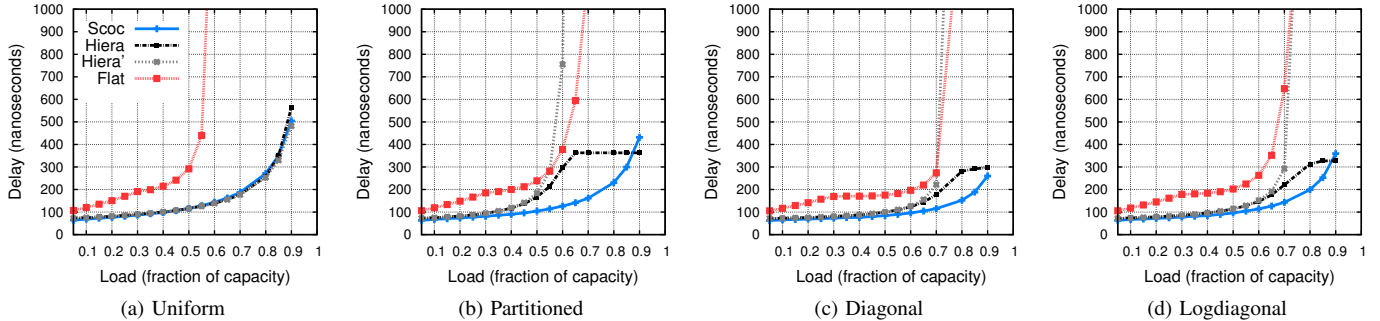 1000
900
800
700
600
500
400
300
200
100
0
Delay (nanoseconds)
Scoc
Hiera
Hiera'
Flat
0.1 0.2 0.3 0.4 0.5 0.6 0.7 0.8 0.9 1
Load (fraction of capacity)
(a) Uniform
1000
900
800
700
600
500
400
300
200
100
0
Delay (nanoseconds)
0.1 0.2 0.3 0.4 0.5 0.6 0.7 0.8 0.9 1
Load (fraction of capacity)
(b) Partitioned
1000
900
800
700
600
500
400
300
200
100
0
Delay (nanoseconds)
0.1 0.2 0.3 0.4 0.5 0.6 0.7 0.8 0.9 1
Load (fraction of capacity)
(c) Diagonal
1000
900
800
700
600
500
400
300
200
100
0
Delay (nanoseconds)
0.1 0.2 0.3 0.4 0.5 0.6 0.7 0.8 0.9 1
Load (fraction of capacity)
(d) Logdiagonal